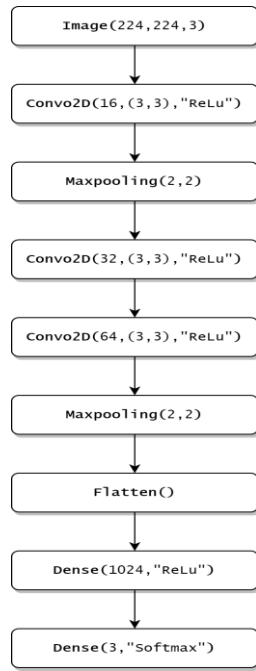 Image(224,224,3)
Convo2D(16,(3,3),"ReLu")
Maxpooling(2,2)
Convo2D(32,(3,3),"ReLu")
Convo2D(64,(3,3),"ReLu")
Maxpooling(2,2)
Flatten()
Dense(1024,"ReLu")
Dense(3,"Softmax")